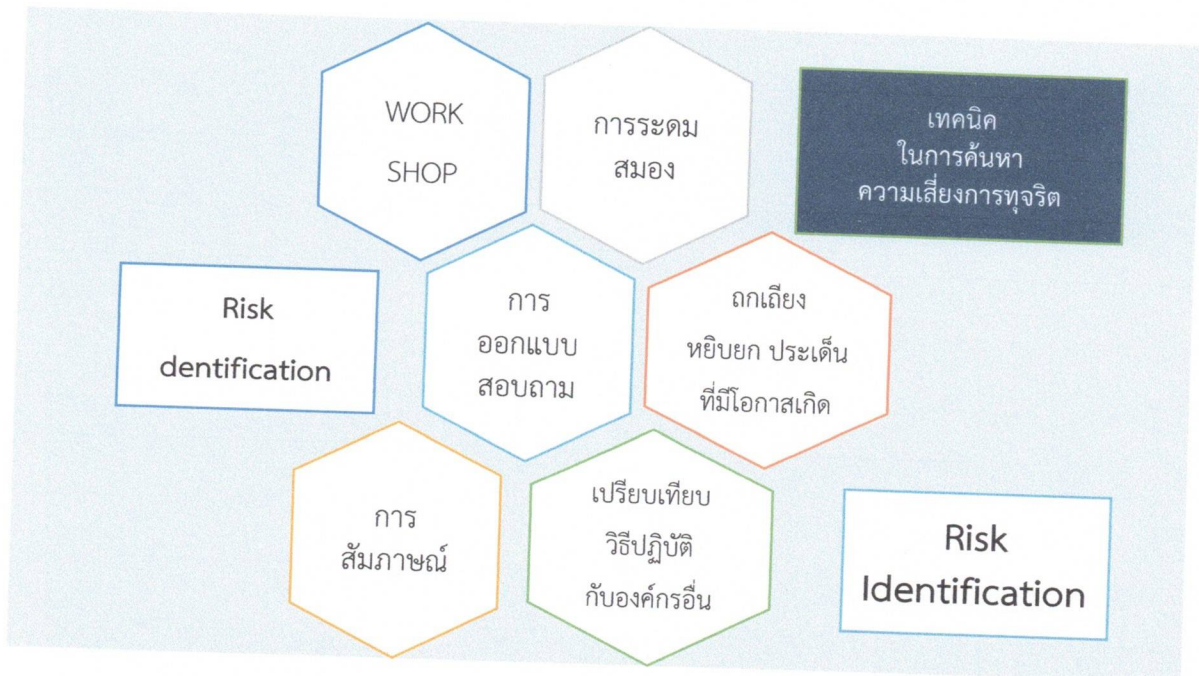 WORK
SHOP
การระดม
สมอง
เทคนิค
ในการค้นหา
ความเสี่ยงการทุจริต
Risk
dentification
การ
ออกแบบ
สอบถาม
ถกเถียง
หยิบยก ประเด็น
ที่มีโอกาสเกิด
การ
สัมภาษณ์
เปรียบเทียบ
วิธีปฏิบัติ
กับองค์กรอื่น
Risk
Identification